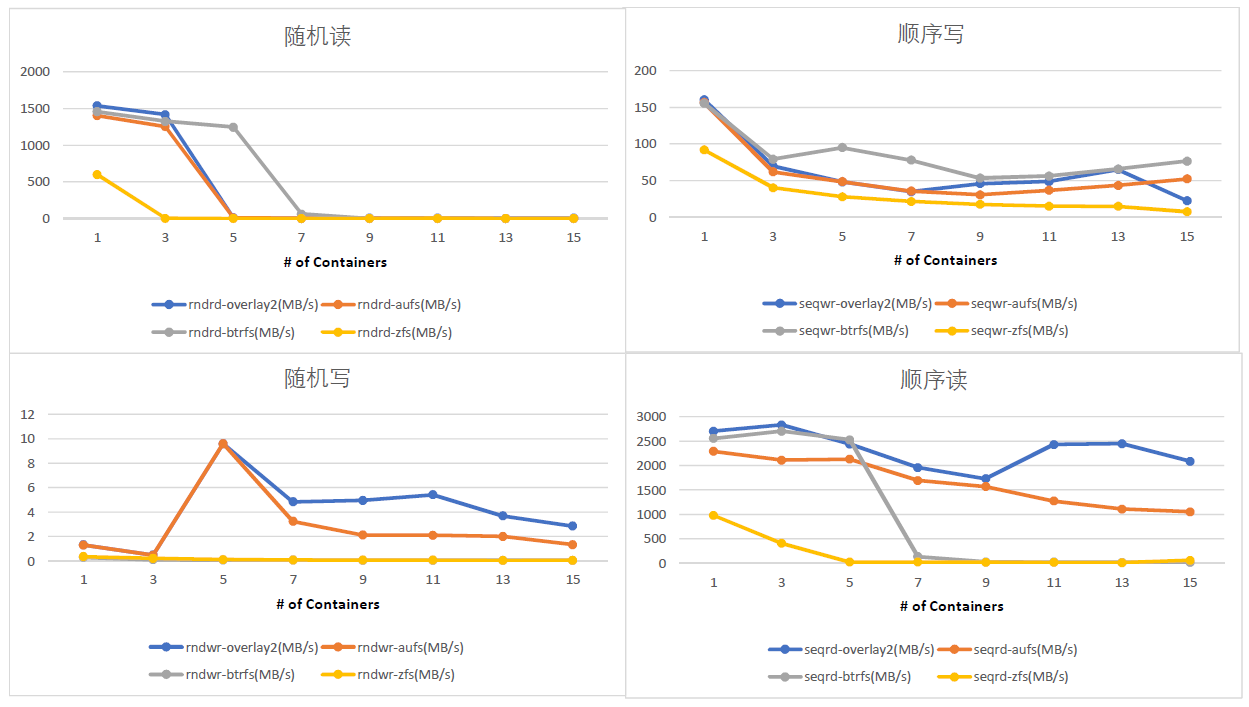 随机读
2000
1500
1000
500
0
1 3 5 7 9 11 13 15
# of Containers
rndrd-overlay2(MB/s) rndrd-aufs(MB/s)
rndrd-btrfs(MB/s) rndrd-zfs(MB/s)
顺序写
200
150
100
50
0
1 3 5 7 9 11 13 15
# of Containers
seqwr-overlay2(MB/s) seqwr-aufs(MB/s)
seqwr-btrfs(MB/s) seqwr-zfs(MB/s)
随机写
12
10
8
6
4
2
0
1 3 5 7 9 11 13 15
# of Containers
rndwr-overlay2(MB/s) rndwr-aufs(MB/s)
rndwr-btrfs(MB/s) rndwr-zfs(MB/s)
顺序读
3000
2500
2000
1500
1000
500
0
1 3 5 7 9 11 13 15
# of Containers
seqrd-overlay2(MB/s) seqrd-aufs(MB/s)
seqrd-btrfs(MB/s) seqrd-zfs(MB/s)